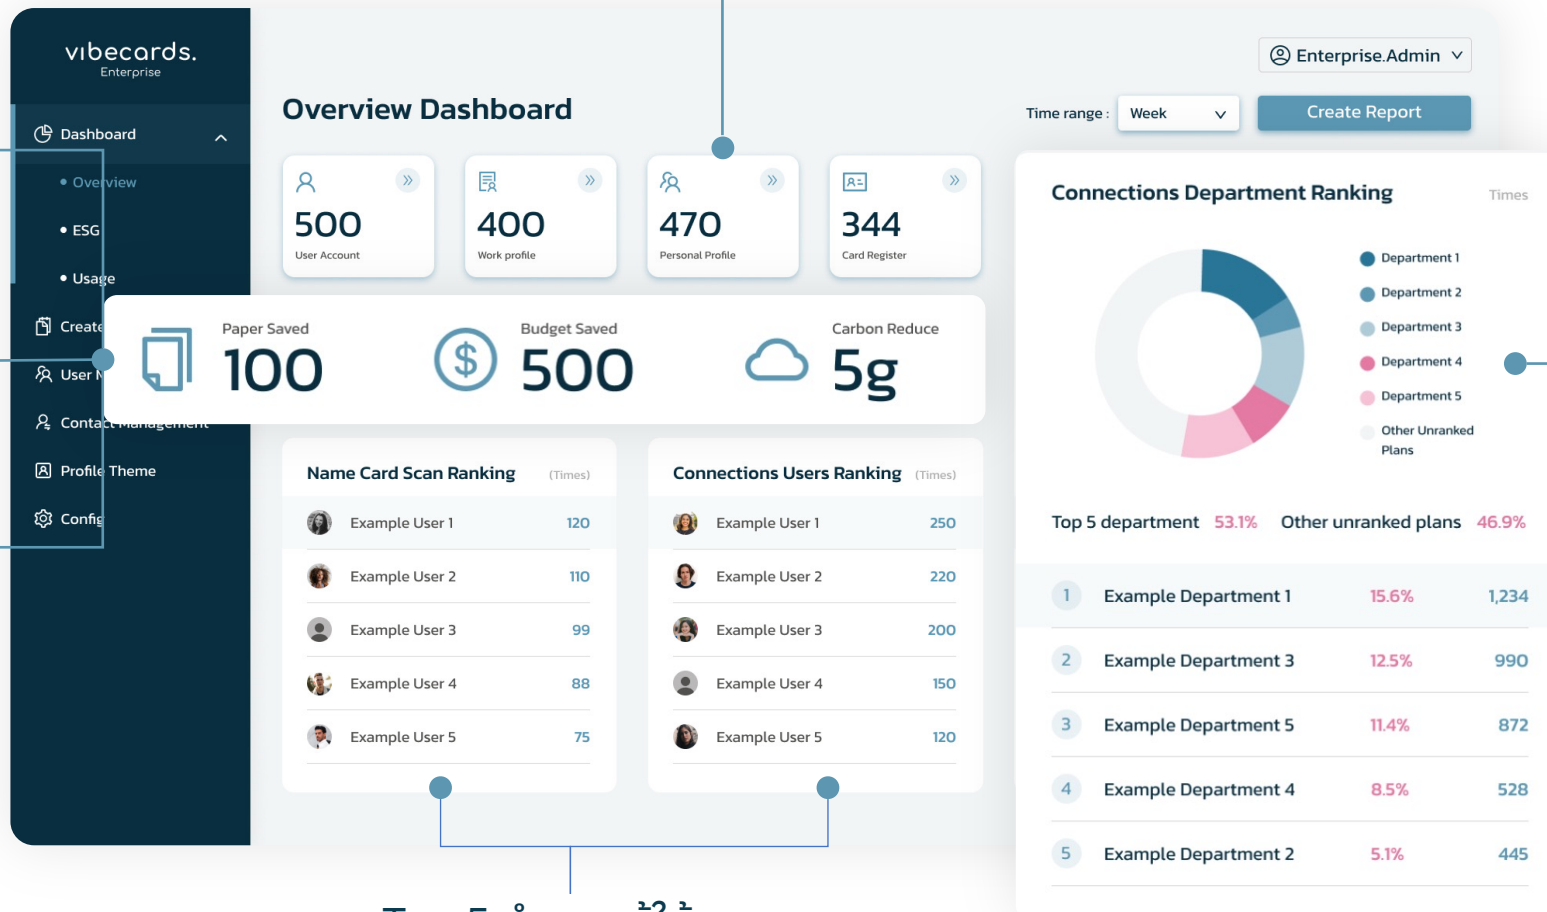 vıbecards.
Enterprise
Enterprise.Admin
Overview Dashboard
Time range :
Week
Create Report
Dashboard
Overview
ESG
Usage
Create
User
Contact Management
Profile Theme
Config
500
User Account
400
Work profile
470
Personal Profile
344
Card Register
Paper Saved
100
$
Budget Saved
500
Carbon Reduce
5g
Name Card Scan Ranking (Times)
Example User 1 120
Example User 2 110
Example User 3 99
Example User 4 88
Example User 5 75
Connections Users Ranking (Times)
Example User 1 250
Example User 2 220
Example User 3 200
Example User 4 150
Example User 5 120
Connections Department Ranking Times
Department 1
Department 2
Department 3
Department 4
Department 5
Other Unranked
Plans
Top 5 department 53.1% Other unranked plans 46.9%
1 Example Department 1 15.6% 1,234
2 Example Department 3 12.5% 990
3 Example Department 5 11.4% 872
4 Example Department 4 8.5% 528
5 Example Department 2 5.1% 445